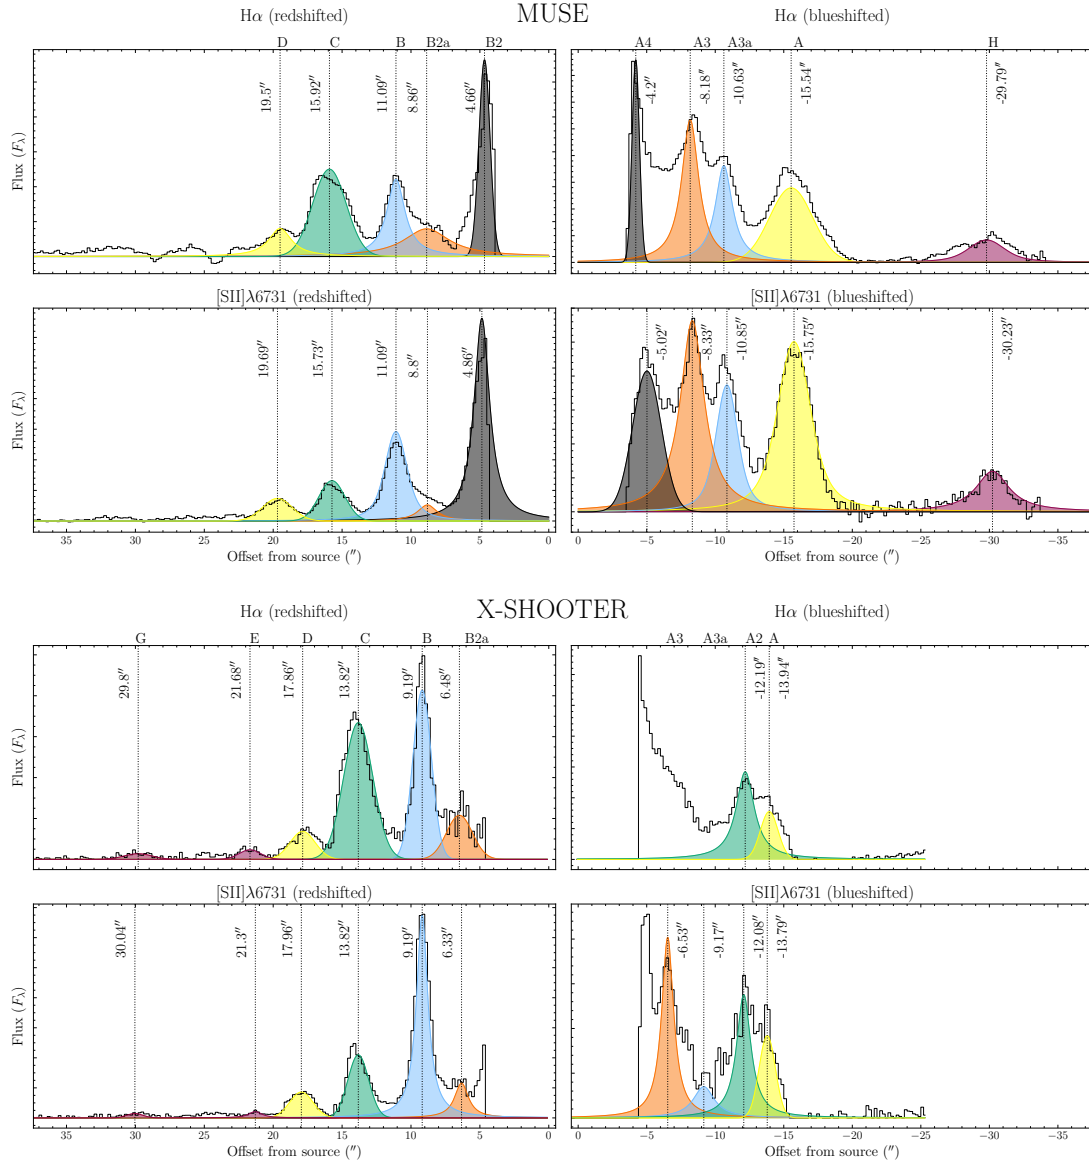 MUSE
Hα (redshifted)
Hα (blueshifted)
D C B B2a B2
A4 A3 A3a A H
19.5″ 15.92″ 11.09″ 8.86″ 4.66″
-4.2″ -8.18″ -10.63″ -15.54″ -29.79″
Flux (Fλ)
[SII]λ6731 (redshifted)
[SII]λ6731 (blueshifted)
19.69″ 15.73″ 11.09″ 8.8″ 4.86″
-5.02″ -8.33″ -10.85″ -15.75″ -30.23″
Flux (Fλ)
35 30 25 20 15 10 5 0
0 −5 −10 −15 −20 −25 −30 −35
Offset from source (″)
Offset from source (″)
X-SHOOTER
Hα (redshifted)
Hα (blueshifted)
G E D C B B2a
A3 A3a A2 A
29.8″ 21.68″ 17.86″ 13.82″ 9.19″ 6.48″
-12.19″ -13.94″
Flux (Fλ)
[SII]λ6731 (redshifted)
[SII]λ6731 (blueshifted)
30.04″ 21.3″ 17.96″ 13.82″ 9.19″ 6.33″
-6.53″ -9.17″ -12.08″ -13.79″
Flux (Fλ)
35 30 25 20 15 10 5 0
0 −5 −10 −15 −20 −25 −30 −35
Offset from source (″)
Offset from source (″)